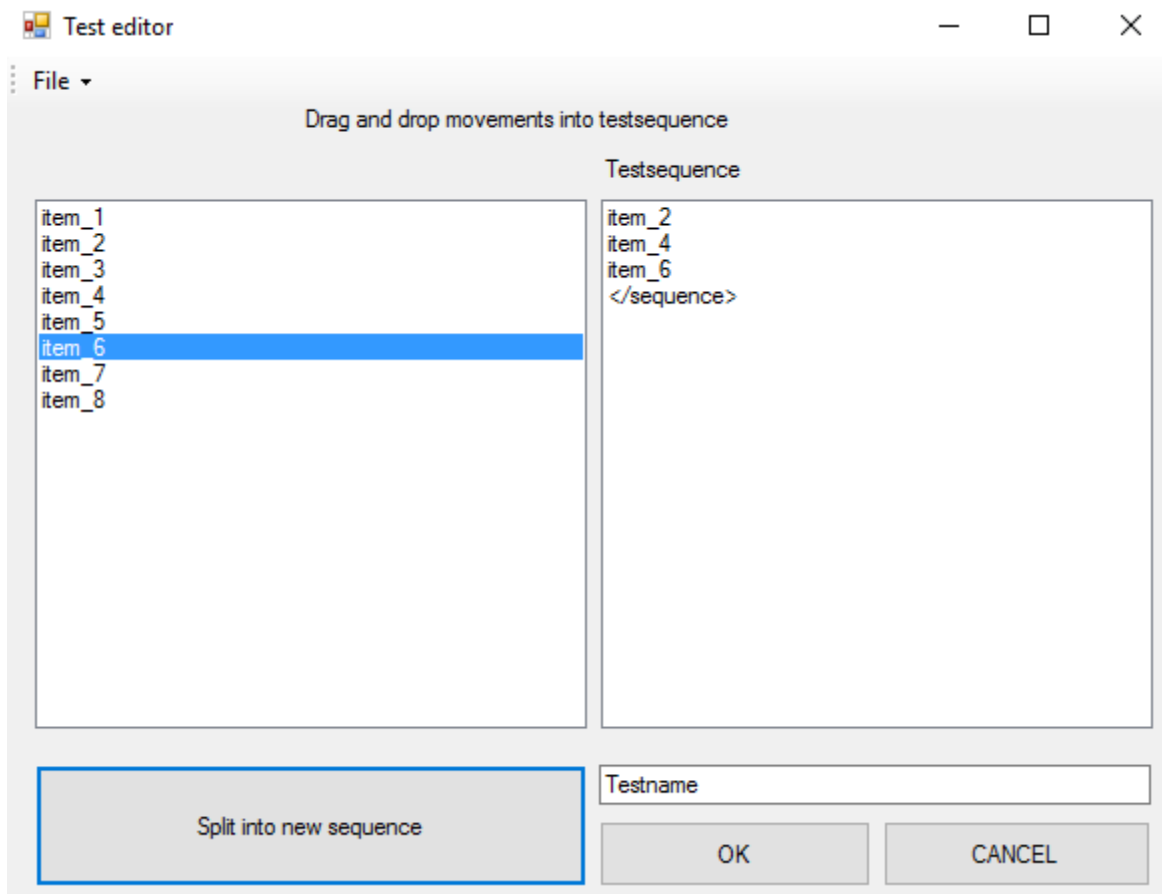 Test editor
File
Drag and drop movements into testsequence
Testsequence
item_1
item_2
item_3
item_4
item_5
item_6
item_7
item_8
item_2
item_4
item_6
</sequence>
Split into new sequence
Testname
OK
CANCEL